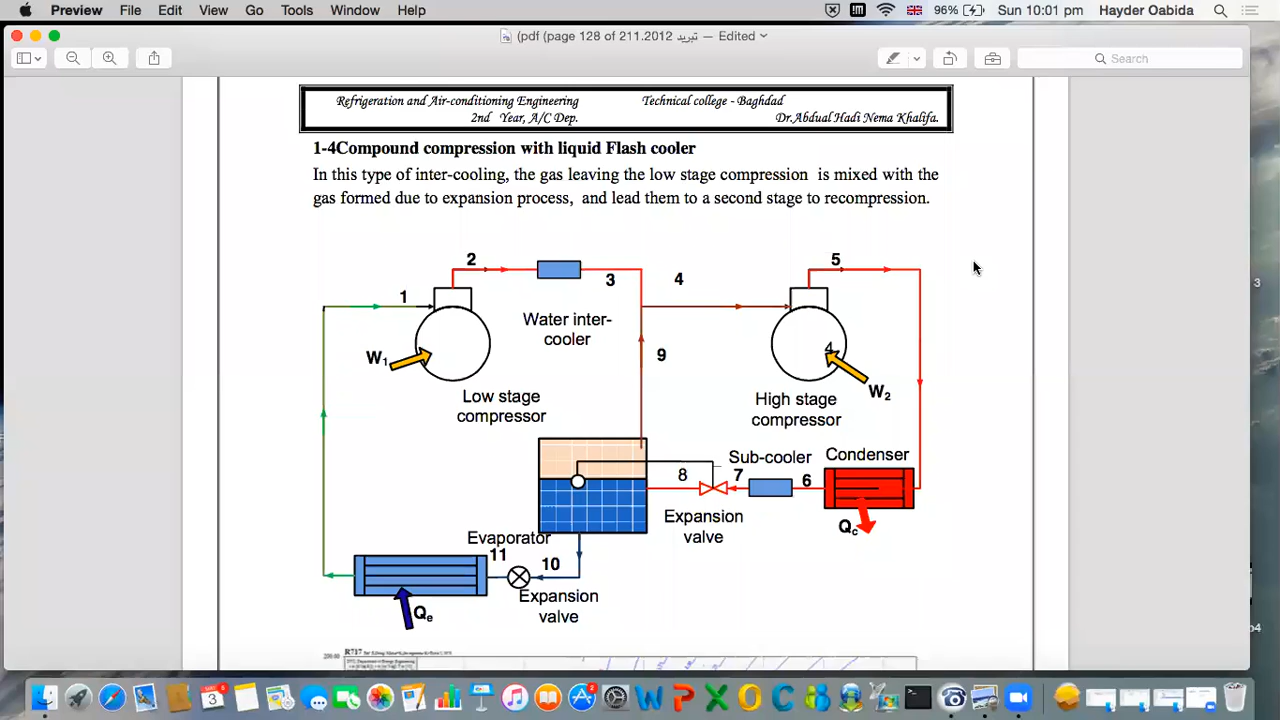 Preview File Edit View Go Tools Window Help 96% Sun 10:01 pm Hayder Oabida
(pdf (page 128 of 211.2012 تبريد — Edited
Search
Refrigeration and Air-conditioning Engineering Technical college - Baghdad
2nd Year, A/C Dep. Dr.Abdual Hadi Nema Khalifa.
1-4Compound compression with liquid Flash cooler
In this type of inter-cooling, the gas leaving the low stage compression is mixed with the
gas formed due to expansion process, and lead them to a second stage to recompression.
2
5
3
4
1
Water inter-
cooler
4
9
W1
W2
Low stage
compressor
High stage
compressor
Sub-cooler
Condenser
8
7
6
Expansion
valve
Qc
Evaporator
11
10
Expansion
valve
Qe
R717
3
p4